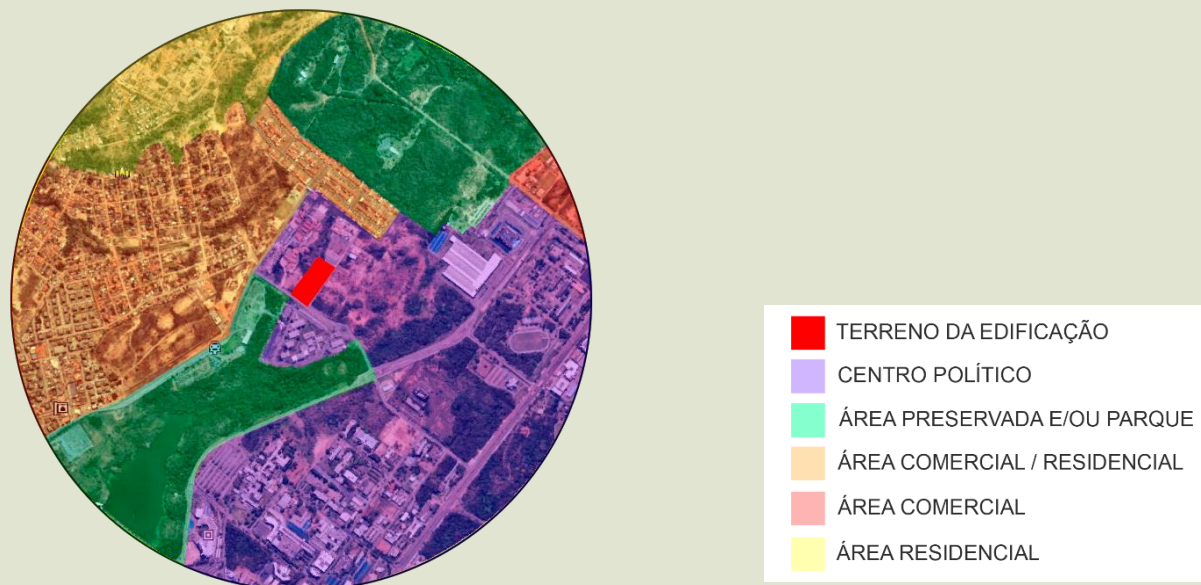 TERRENO DA EDIFICAÇÃO
CENTRO POLÍTICO
ÁREA PRESERVADA E/OU PARQUE
ÁREA COMERCIAL / RESIDENCIAL
ÁREA COMERCIAL
ÁREA RESIDENCIAL